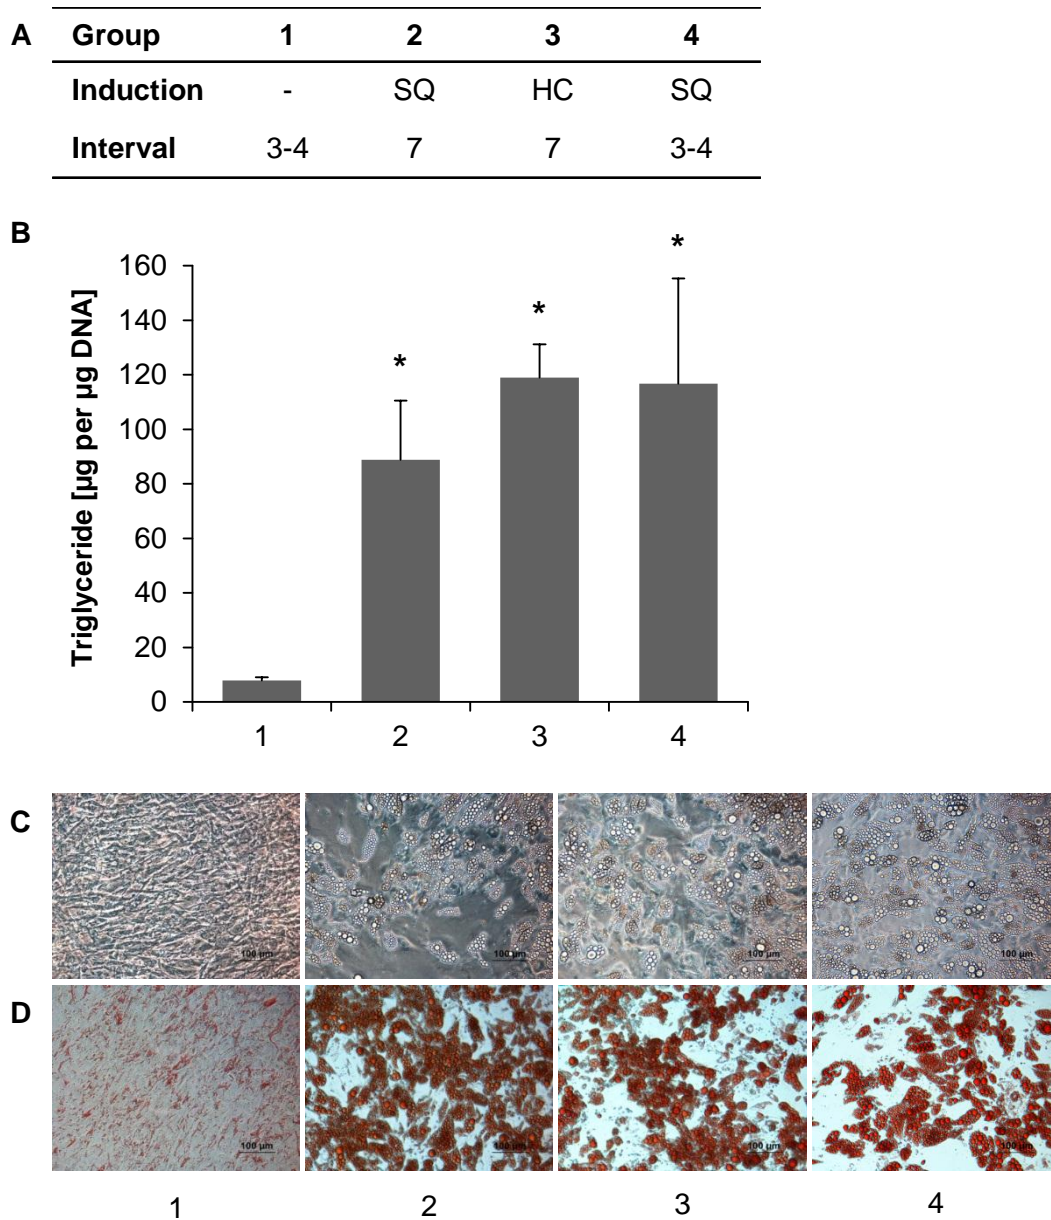 A Group 1 2 3 4
Induction - SQ HC SQ
Interval 3-4 7 7 3-4
B
Triglyceride [µg per µg DNA]
160
140
120
100
80
60
40
20
0
* * *
1 2 3 4
C
100 µm 100 µm 100 µm 100 µm
D
100 µm 100 µm 100 µm 100 µm
1 2 3 4